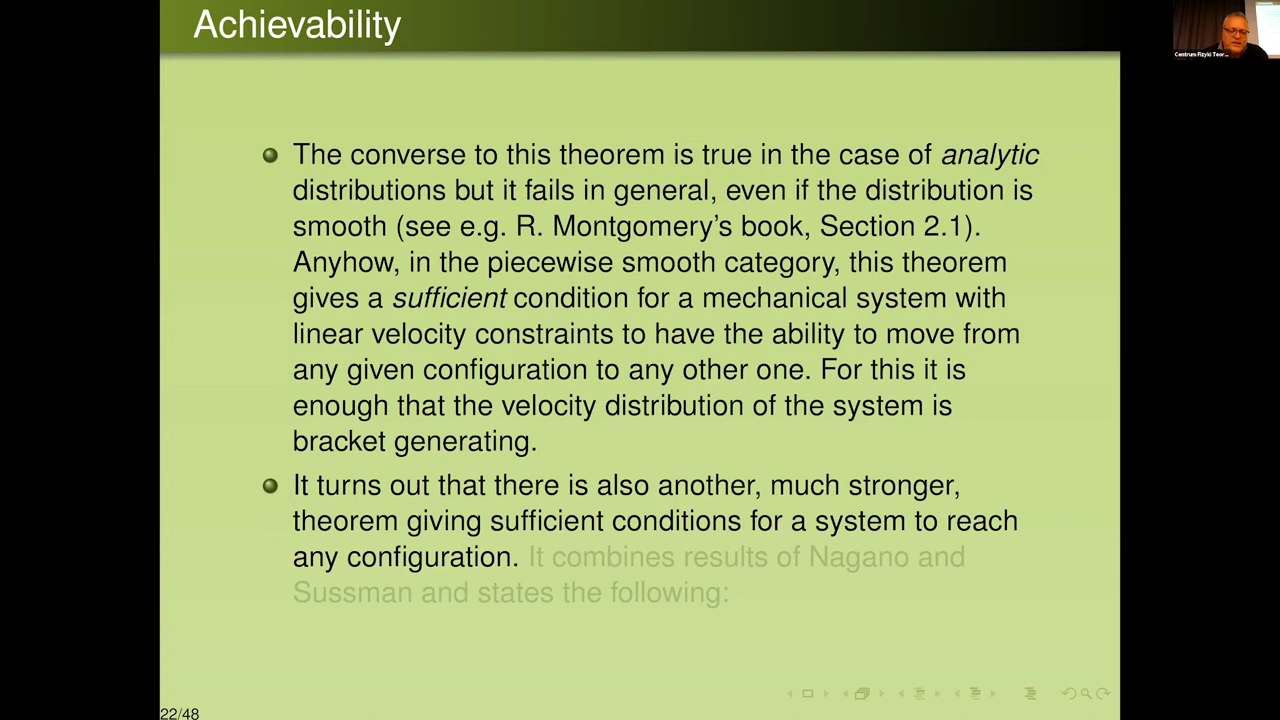 Achievability
Centrum Fizyki Teor...
The converse to this theorem is true in the case of analytic
distributions but it fails in general, even if the distribution is
smooth (see e.g. R. Montgomery's book, Section 2.1).
Anyhow, in the piecewise smooth category, this theorem
gives a sufficient condition for a mechanical system with
linear velocity constraints to have the ability to move from
any given configuration to any other one. For this it is
enough that the velocity distribution of the system is
bracket generating.
It turns out that there is also another, much stronger,
theorem giving sufficient conditions for a system to reach
any configuration. It combines results of Nagano and
Sussman and states the following:
22/48